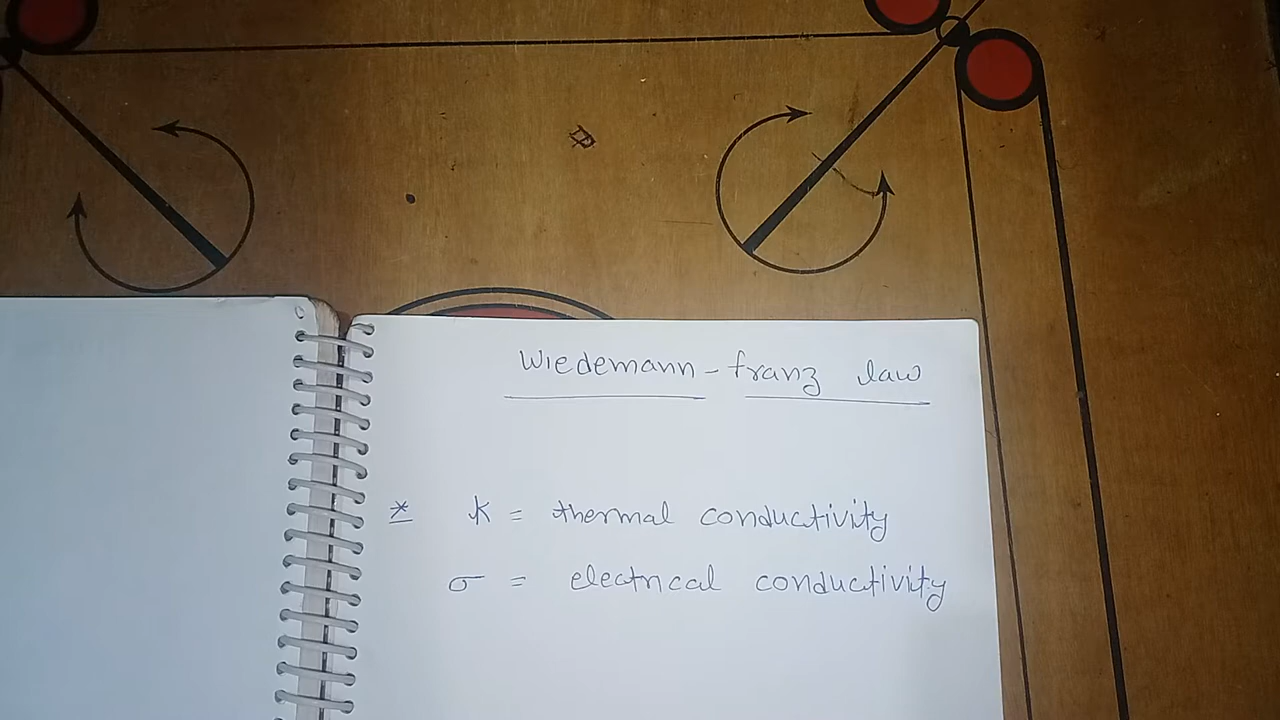 Wiedemann - franz law
* K = thermal conductivity
σ = electrical conductivity